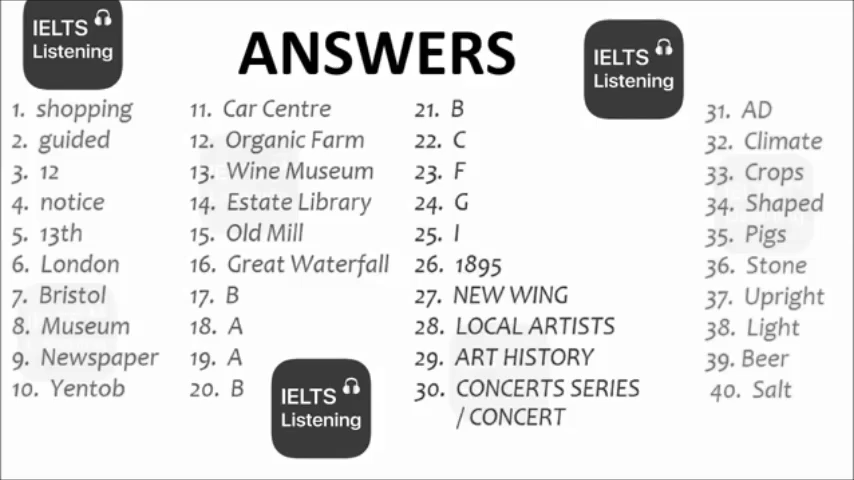 IELTS
Listening
ANSWERS
IELTS
Listening
1. shopping
2. guided
3. 12
4. notice
5. 13th
6. London
7. Bristol
8. Museum
9. Newspaper
10. Yentob
11. Car Centre
12. Organic Farm
13. Wine Museum
14. Estate Library
15. Old Mill
16. Great Waterfall
17. B
18. A
19. A
20. B
IELTS
Listening
21. B
22. C
23. F
24. G
25. I
26. 1895
27. NEW WING
28. LOCAL ARTISTS
29. ART HISTORY
30. CONCERTS SERIES
/ CONCERT
31. AD
32. Climate
33. Crops
34. Shaped
35. Pigs
36. Stone
37. Upright
38. Light
39. Beer
40. Salt